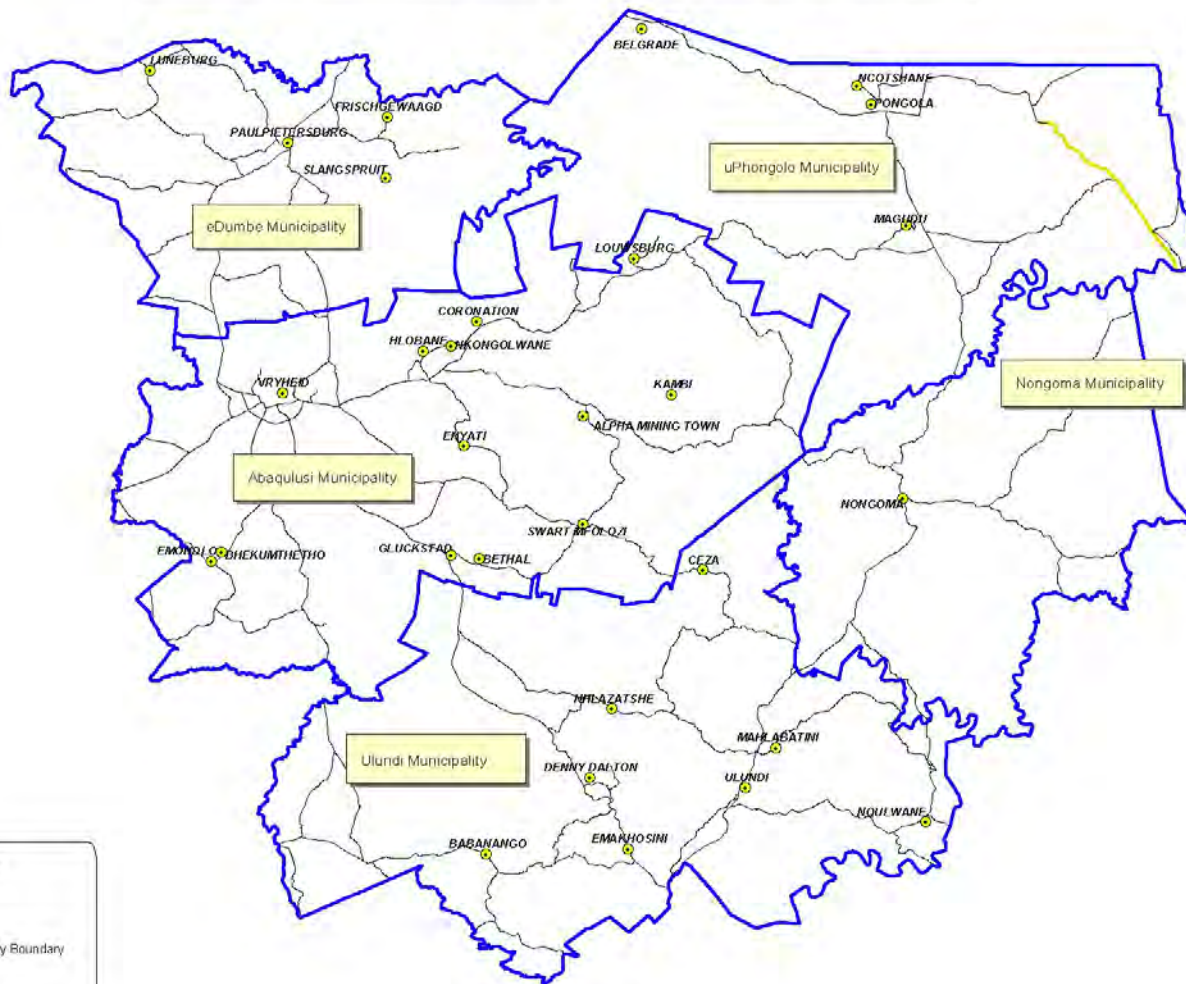 BELGRADE
LUNEBURG
NCOTSHANE
PONGOLA
FRISCHGEWAAGD
PAULPIETERSBURG
SLANGSPRUIT
uPhongolo Municipality
eDumbe Municipality
MAGUDU
LOUWSBURG
CORONATION
HLOBANE
NKONGOLWANE
Nongoma Municipality
VRYHEID
KAMBI
ALPHA MINING TOWN
ENYATI
Abaqulusi Municipality
NONGOMA
SWART MFOLOZI
EMONDLO
BHEKUMTHETHO
GLUCKSTAD
BETHAL
CEZA
NHLAZATSHE
MAHLABATINI
Ulundi Municipality
DENNY DALTON
ULUNDI
NQULWANE
BABANANGO
EMAKHOSINI
y Boundary